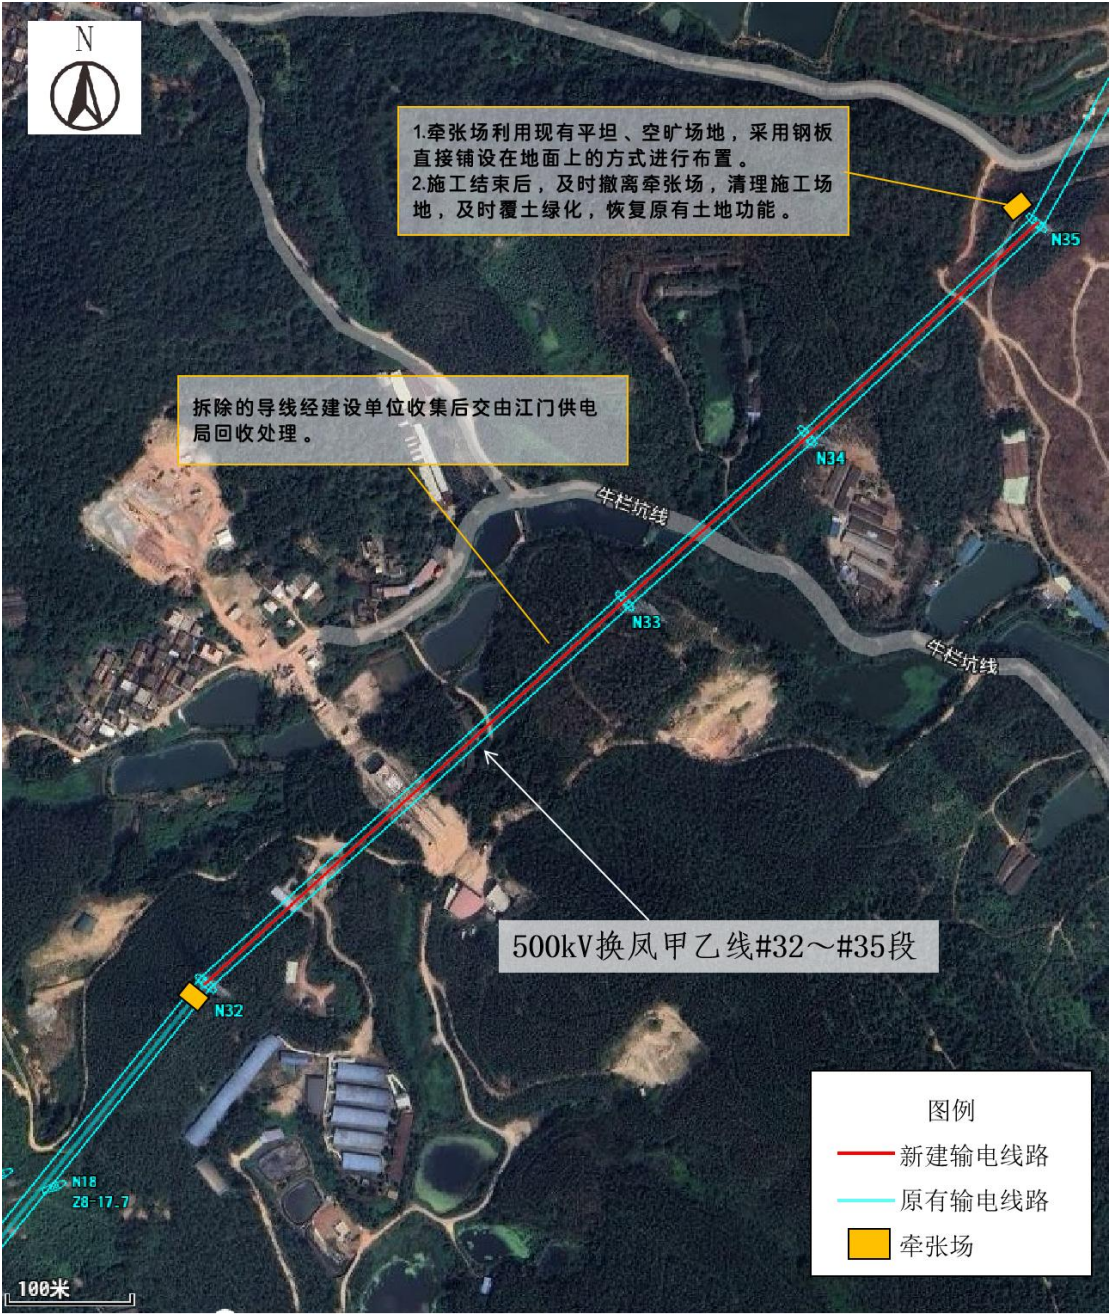 N
1.牵张场利用现有平坦、空旷场地，采用钢板
直接铺设在地面上的方式进行布置。
2.施工结束后，及时撤离牵张场，清理施工场
地，及时覆土绿化，恢复原有土地功能。
N35
拆除的导线经建设单位收集后交由江门供电
局回收处理。
N34
牛栏坑线
N33
牛栏坑线
500kV换凤甲乙线#32～#35段
N32
N18
Z8-17.7
图例
新建输电线路
原有输电线路
牵张场
100米